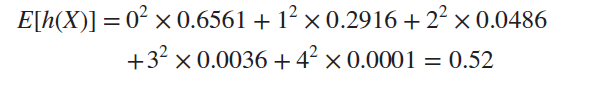 E[h(X)] = 0² × 0.6561 + 1² × 0.2916 + 2² × 0.0486
+3² × 0.0036 + 4² × 0.0001 = 0.52